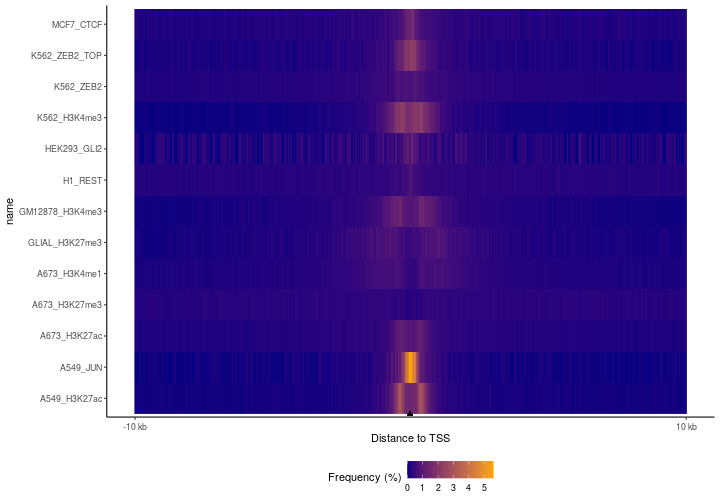 MCF7_CTCF
K562_ZEB2_TOP
K562_ZEB2
K562_H3K4me3
HEK293_GLI2
H1_REST
GM12878_H3K4me3
GLIAL_H3K27me3
A673_H3K4me1
A673_H3K27me3
A673_H3K27ac
A549_JUN
A549_H3K27ac
name
-10 kb 10 kb
Distance to TSS
Frequency (%)
0 1 2 3 4 5